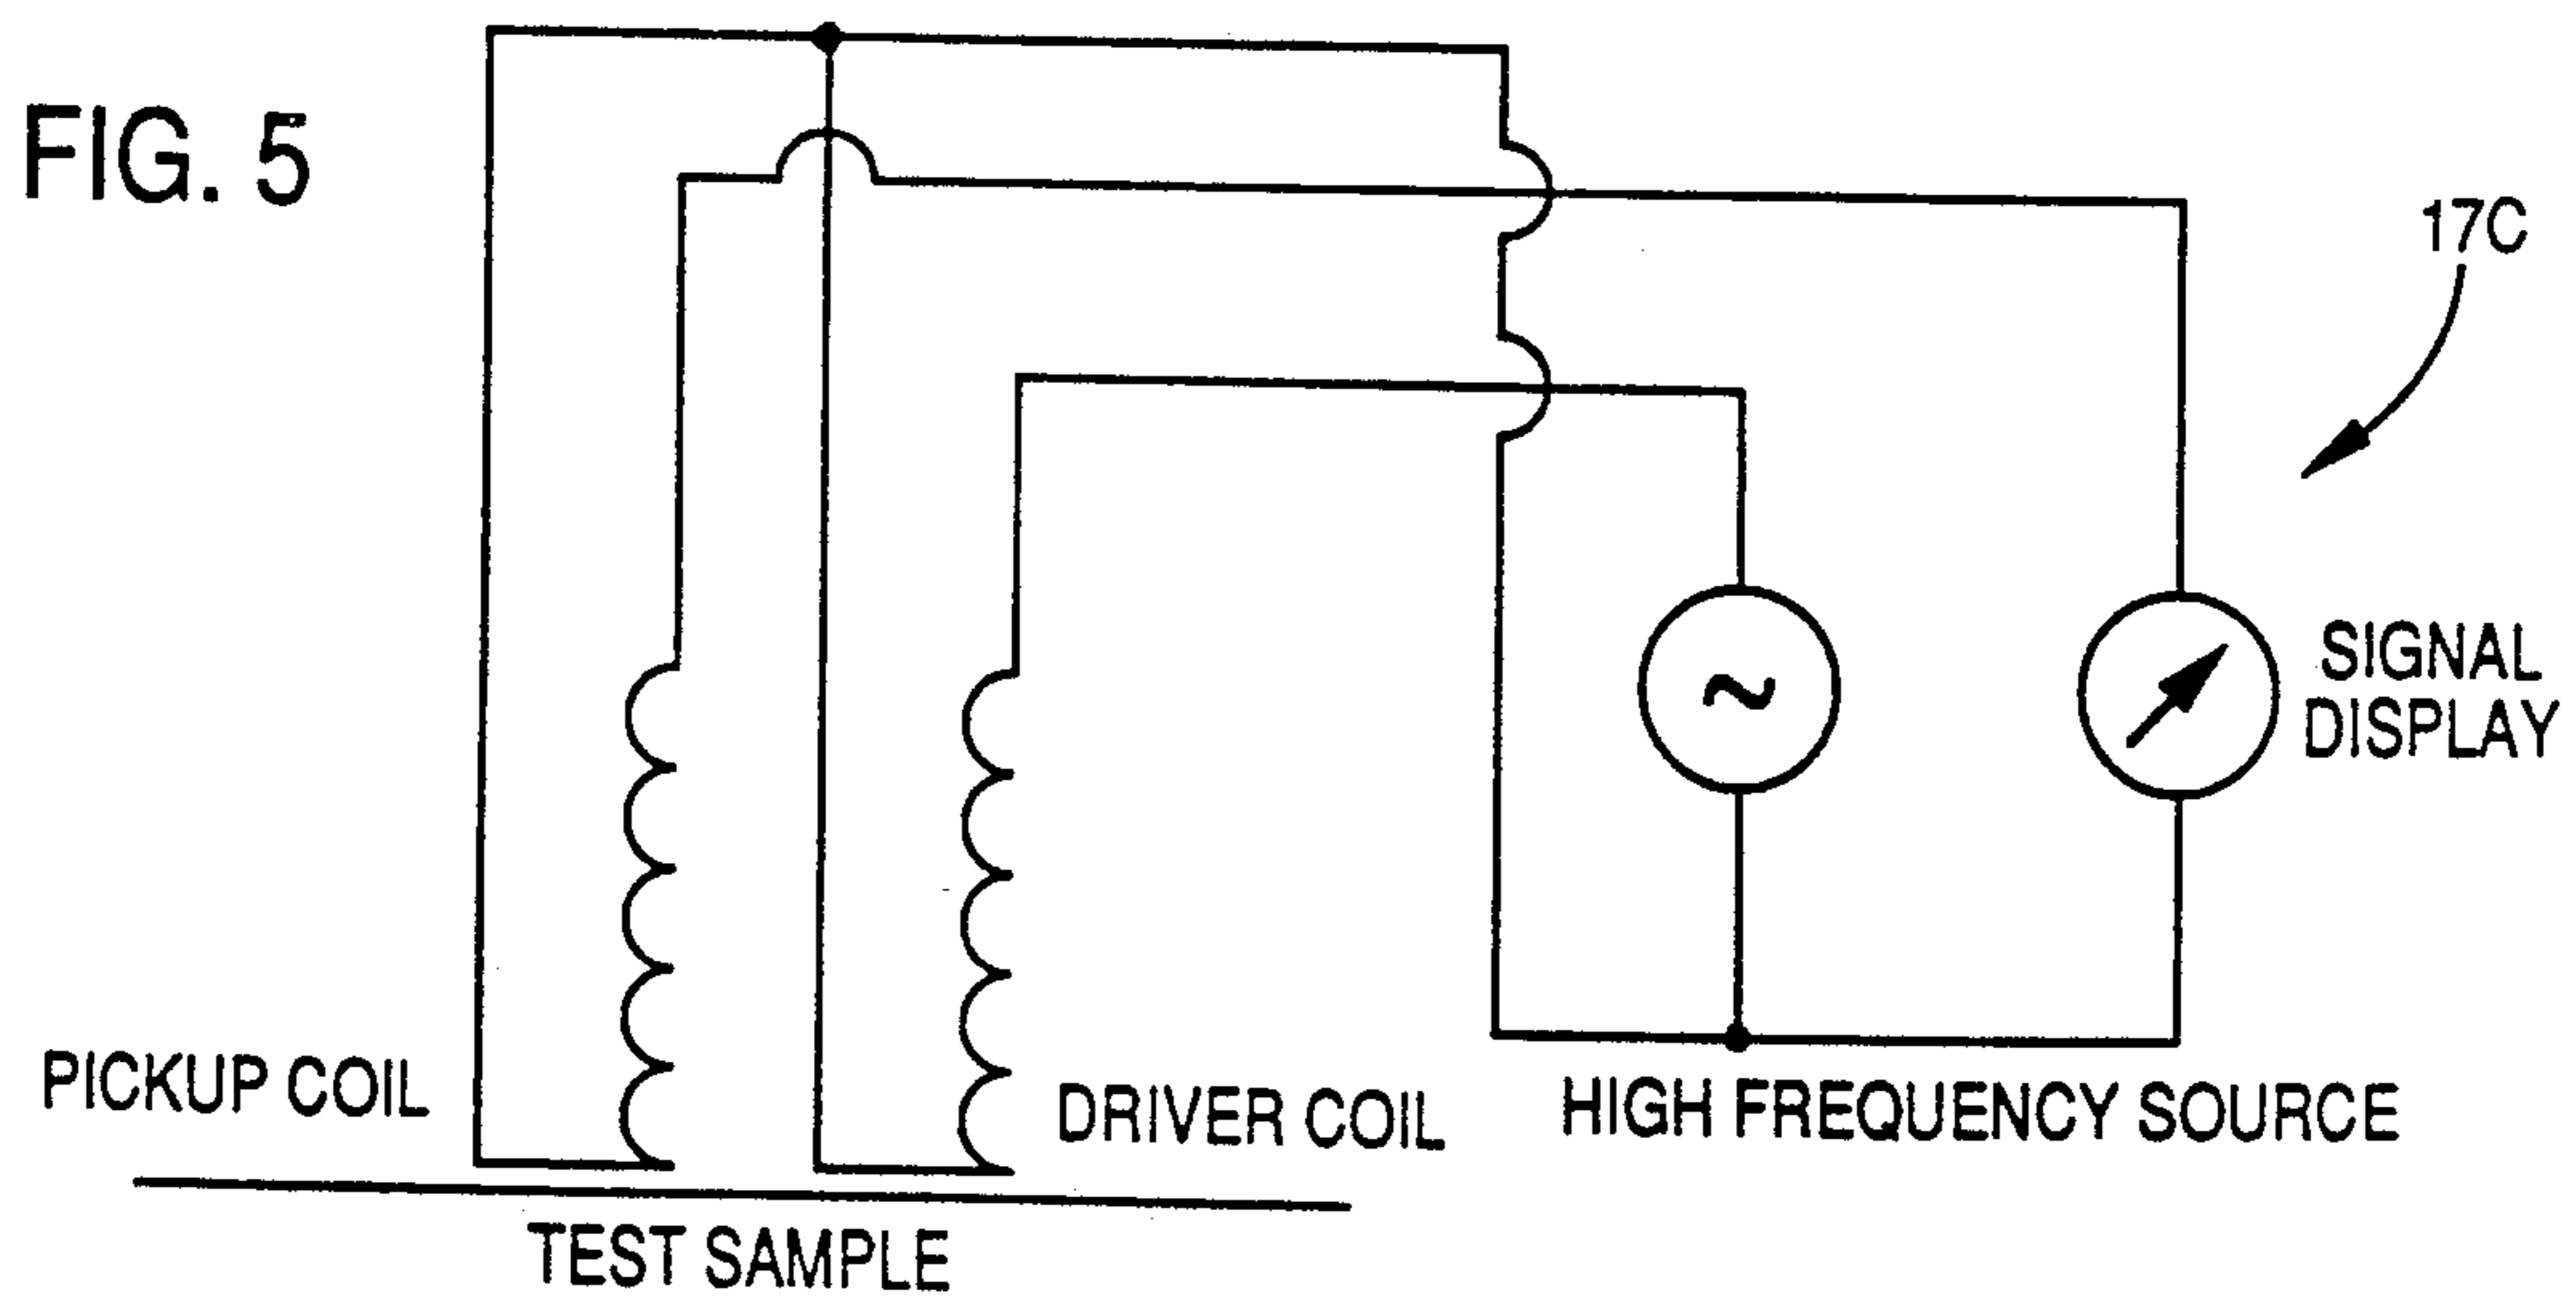 FIG. 5
17C
SIGNAL
DISPLAY
PICKUP COIL
DRIVER COIL
HIGH FREQUENCY SOURCE
TEST SAMPLE